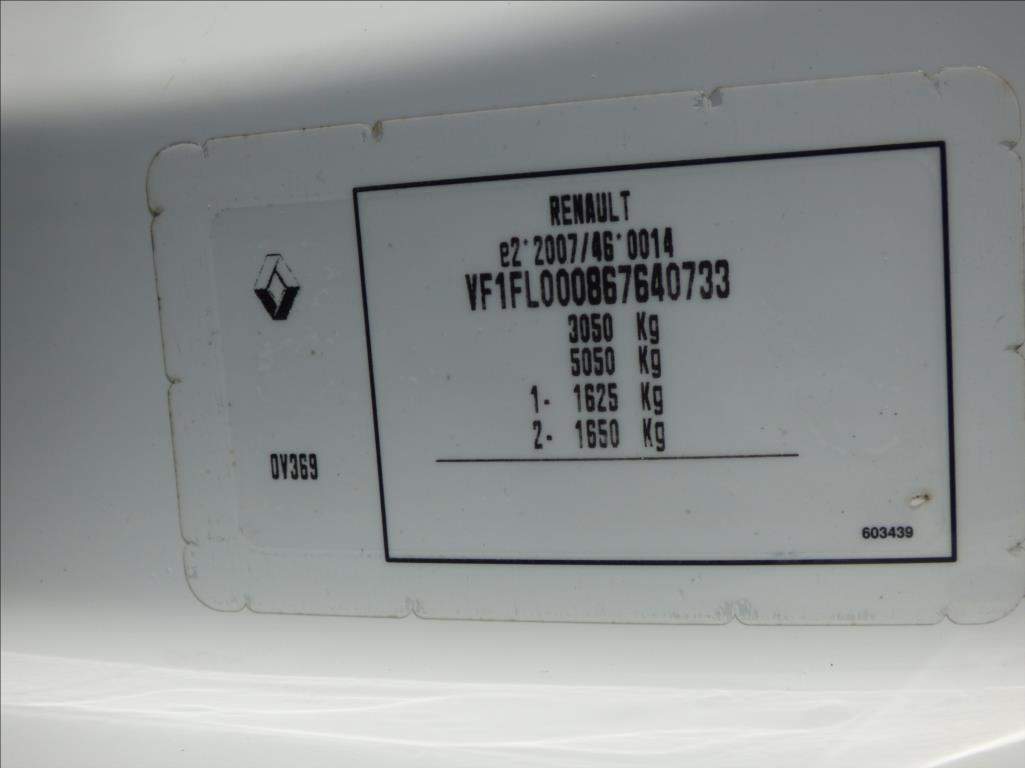 RENAULT
e2*2007/46*0014
VF1FL000867640733
3050 Kg
5050 Kg
1- 1625 Kg
2- 1650 Kg
0V369
603439